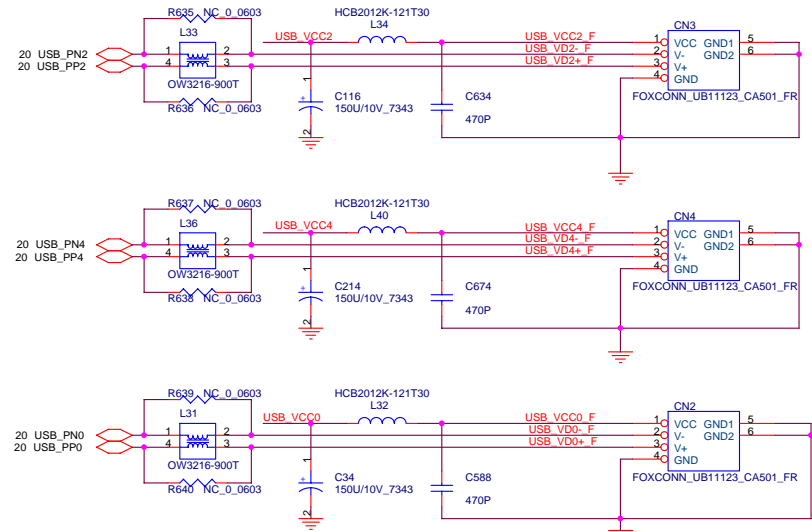 R635 NC_0_0603
L33
HCB2012K-121T30
L34
USB_VCC2
USB_VCC2_F
USB_VD2-_F
USB_VD2+_F
CN3
20 USB_PN2
20 USB_PP2
1 2
4 3
OW3216-900T
R636 NC_0_0603
1
2
C116
150U/10V_7343
C634
470P
1 VCC GND1 5
2 V- GND2 6
3 V+
4 GND
FOXCONN_UB11123_CA501_FR
R637 NC_0_0603
L36
HCB2012K-121T30
L40
USB_VCC4
USB_VCC4_F
USB_VD4-_F
USB_VD4+_F
CN4
20 USB_PN4
20 USB_PP4
1 2
4 3
OW3216-900T
R638 NC_0_0603
1
2
C214
150U/10V_7343
C674
470P
1 VCC GND1 5
2 V- GND2 6
3 V+
4 GND
FOXCONN_UB11123_CA501_FR
R639 NC_0_0603
L31
HCB2012K-121T30
L32
USB_VCC0
USB_VCC0_F
USB_VD0-_F
USB_VD0+_F
CN2
20 USB_PN0
20 USB_PP0
1 2
4 3
OW3216-900T
R640 NC_0_0603
1
2
C34
150U/10V_7343
C588
470P
1 VCC GND1 5
2 V- GND2 6
3 V+
4 GND
FOXCONN_UB11123_CA501_FR